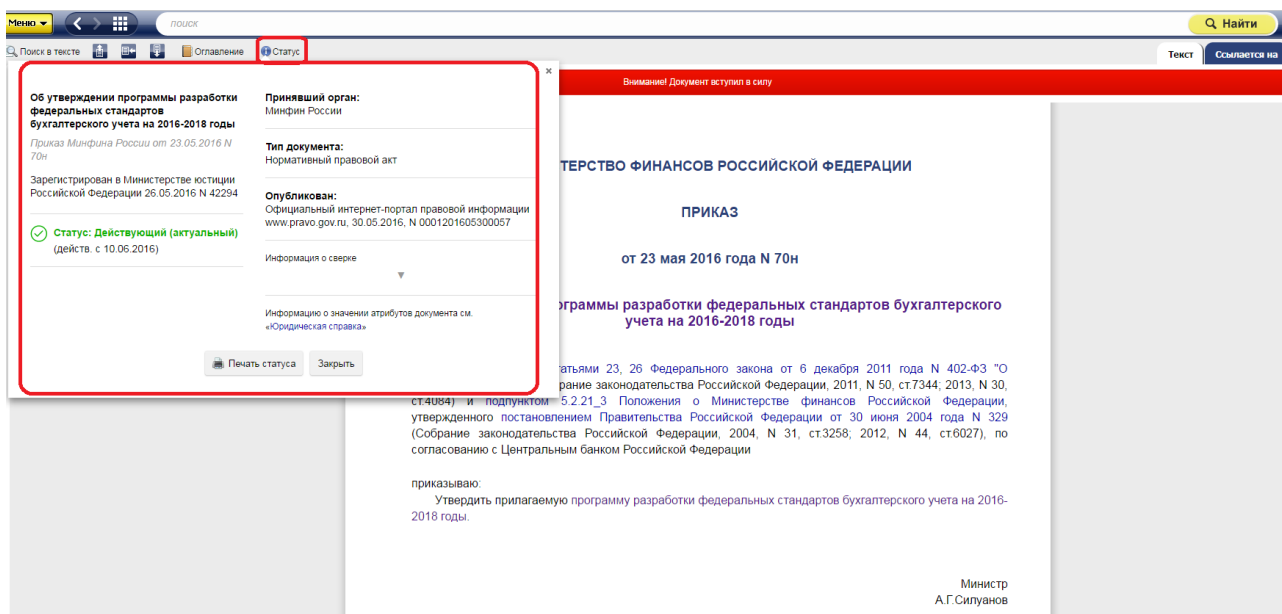 Меню
поиск
Найти
Поиск в тексте
Оглавление
Статус
Текст
Ссылается на
Внимание! Документ вступил в силу
Об утверждении программы разработки
федеральных стандартов
бухгалтерского учета на 2016-2018 годы
Приказ Минфина России от 23.05.2016 N
70н
Зарегистрирован в Министерстве юстиции
Российской Федерации 26.05.2016 N 42294
Статус: Действующий (актуальный)
(действ. с 10.06.2016)
Принявший орган:
Минфин России
Тип документа:
Нормативный правовой акт
Опубликован:
Официальный интернет-портал правовой информации
www.pravo.gov.ru, 30.05.2016, N 0001201605300057
Информация о сверке
Информацию о значении атрибутов документа см.
«Юридическая справка»
Печать статуса
Закрыть
ТЕРСТВО ФИНАНСОВ РОССИЙСКОЙ ФЕДЕРАЦИИ
ПРИКАЗ
от 23 мая 2016 года N 70н
ограммы разработки федеральных стандартов бухгалтерского
учета на 2016-2018 годы
атьями 23, 26 Федерального закона от 6 декабря 2011 года N 402-ФЗ "О
рание законодательства Российской Федерации, 2011, N 50, ст.7344; 2013, N 30,
ст.4084) и подпунктом 5.2.21_3 Положения о Министерстве финансов Российской Федерации,
утвержденного постановлением Правительства Российской Федерации от 30 июня 2004 года N 329
(Собрание законодательства Российской Федерации, 2004, N 31, ст.3258; 2012, N 44, ст.6027), по
согласованию с Центральным банком Российской Федерации
приказываю:
Утвердить прилагаемую программу разработки федеральных стандартов бухгалтерского учета на 2016-
2018 годы.
Министр
А.Г.Силуанов